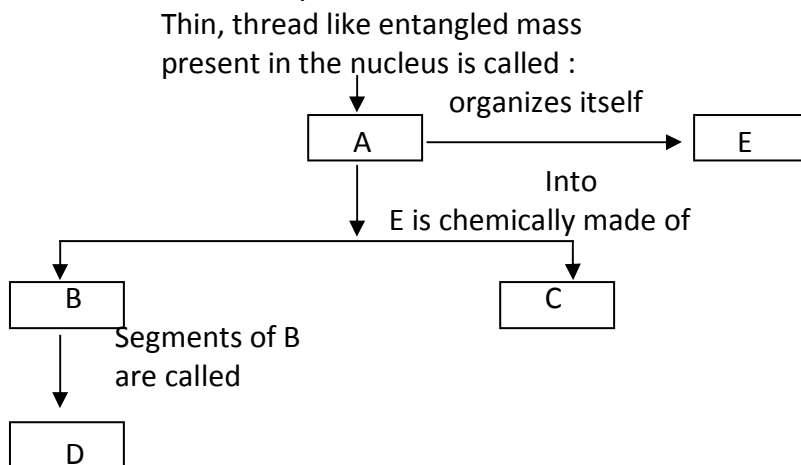 Thin, thread like entangled mass
present in the nucleus is called :
organizes itself
A
E
Into
E is chemically made of
B
C
Segments of B
are called
D